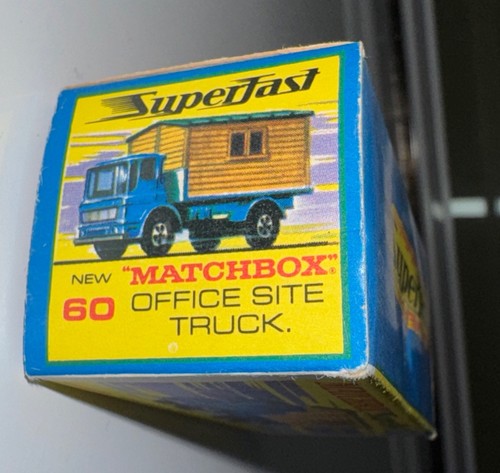 Superfast
NEW "MATCHBOX"®
60 OFFICE SITE
TRUCK.